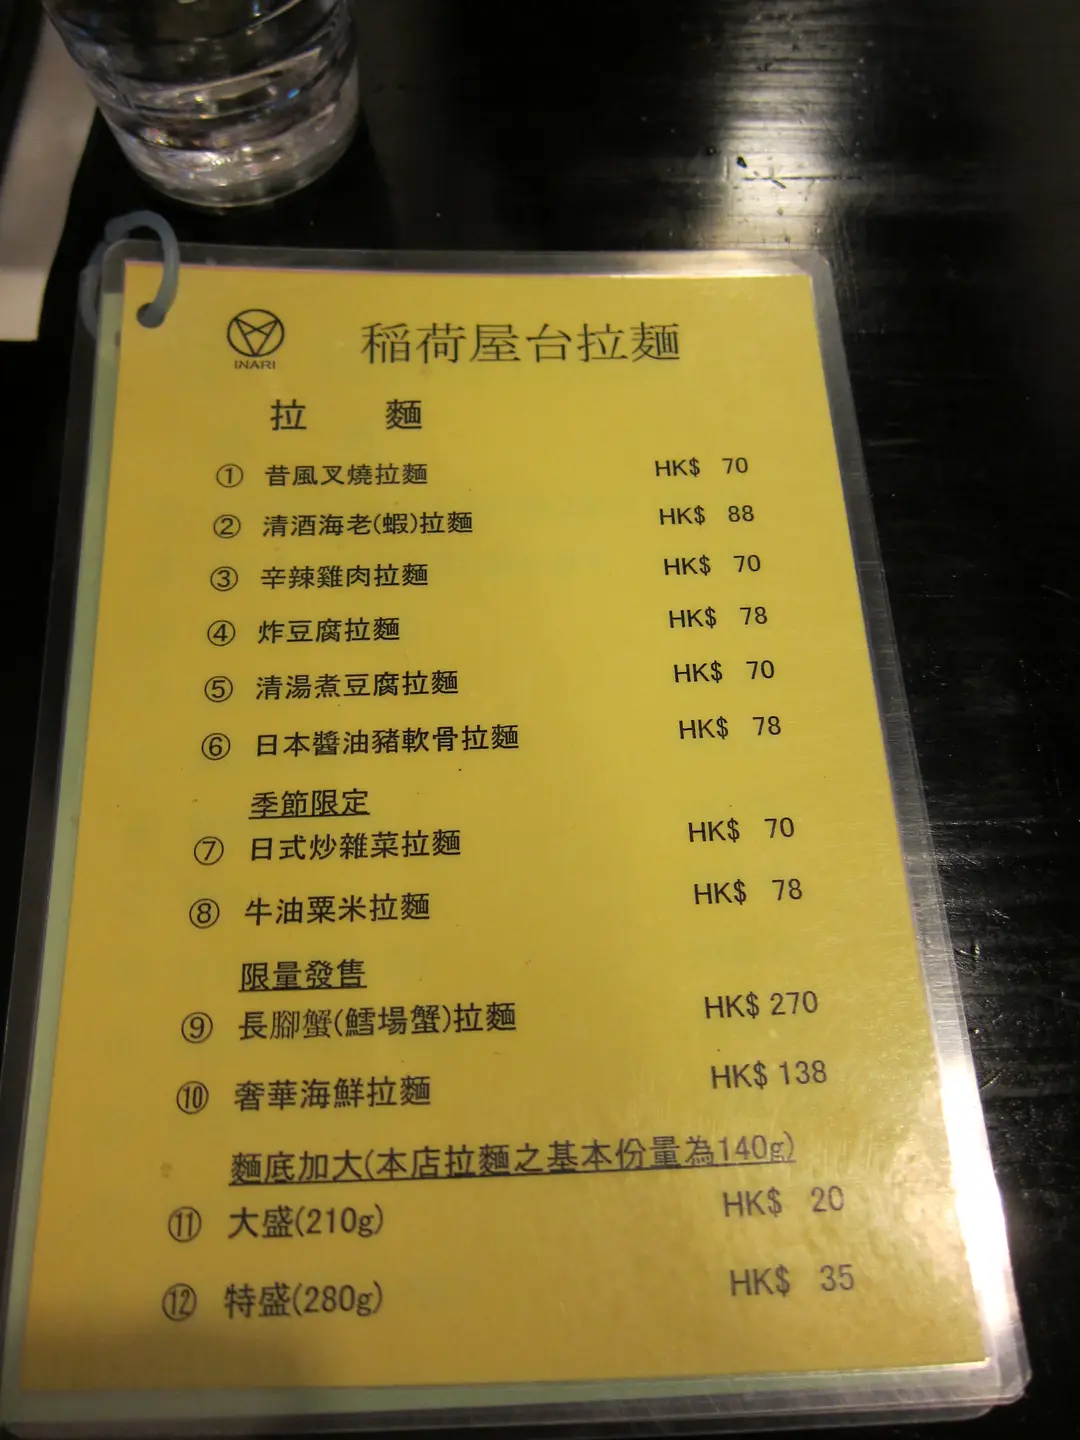 INARI
稲荷屋台拉麵
拉 麵
① 昔風叉燒拉麵 HK$ 70
② 清酒海老(蝦)拉麵 HK$ 88
③ 辛辣雞肉拉麵 HK$ 70
④ 炸豆腐拉麵 HK$ 78
⑤ 清湯煮豆腐拉麵 HK$ 70
⑥ 日本醬油豬軟骨拉麵 HK$ 78
季節限定
⑦ 日式炒雜菜拉麵 HK$ 70
⑧ 牛油粟米拉麵 HK$ 78
限量發售
⑨ 長腳蟹(鱈場蟹)拉麵 HK$ 270
⑩ 奢華海鮮拉麵 HK$ 138
麵底加大(本店拉麵之基本份量為140g)
⑪ 大盛(210g) HK$ 20
⑫ 特盛(280g) HK$ 35